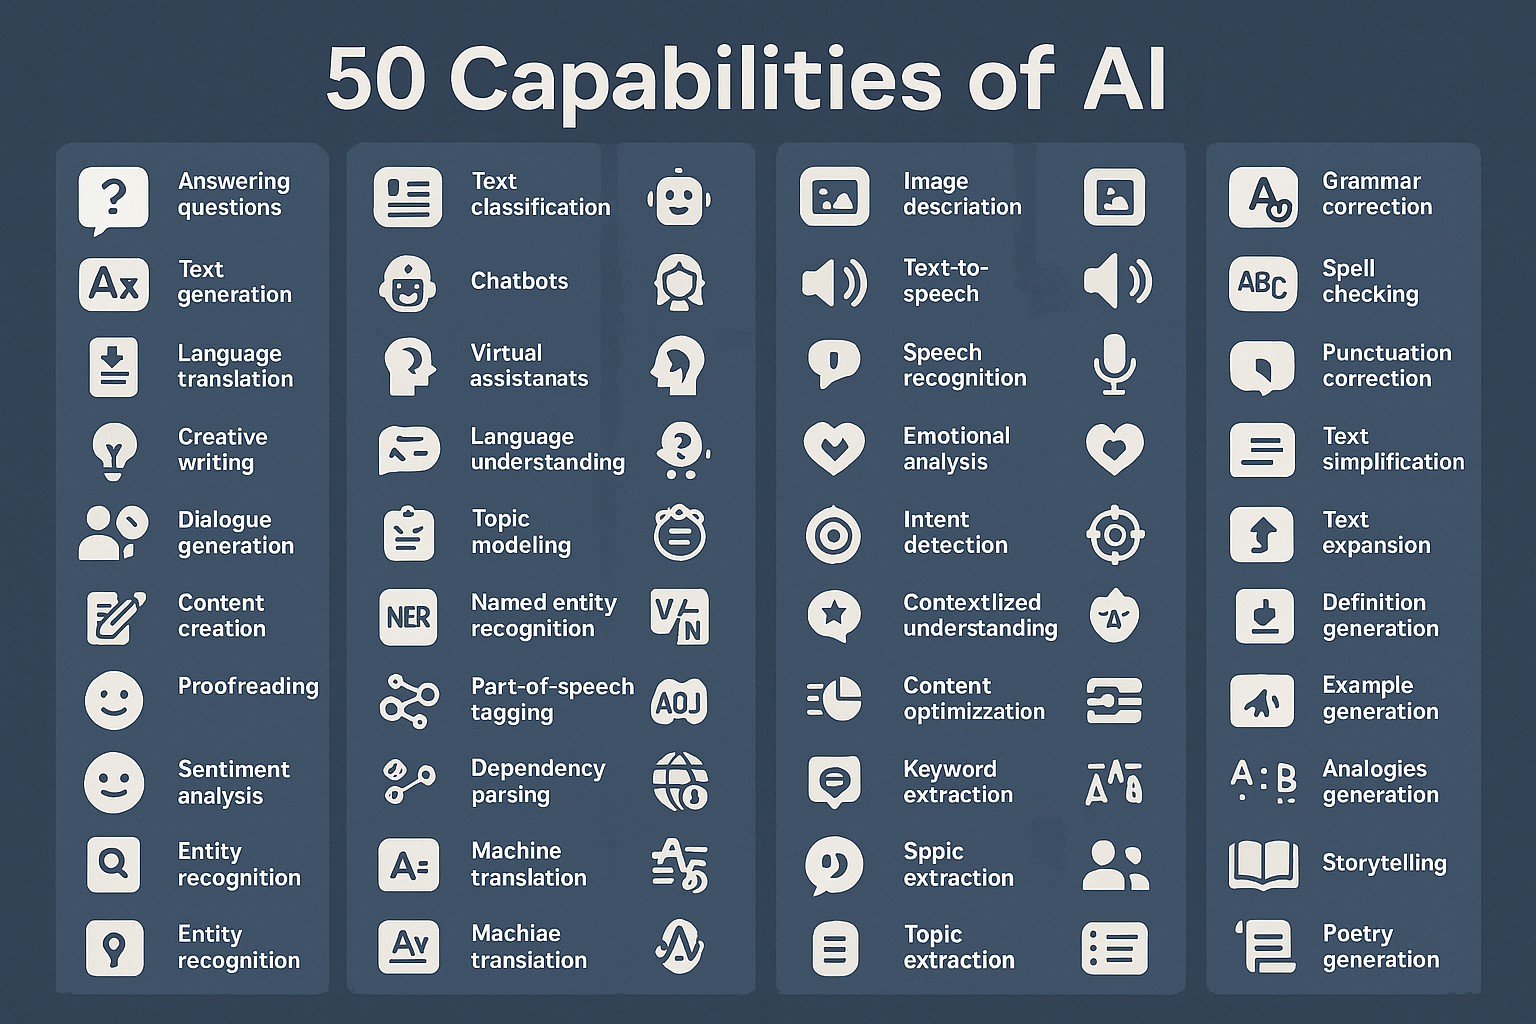 50 Capabilities of AI
?
Answering
questions
Ax
Text
generation
Language
translation
Creative
writing
Dialogue
generation
Content
creation
Proofreading
Sentiment
analysis
Entity
recognition
Entity
recognition
Text
classification
Chatbots
Virtual
assistanats
Language
understanding
?
Topic
modeling
NER
Named entity
recognition
V/N
Part-of-speech
tagging
AOJ
Dependency
parsing
A=
Machine
translation
Av
Machiae
transiation
Image
descriation
Text-to-
speech
Speech
recognition
Emotional
analysis
Intent
detection
Contextlized
understanding
Content
optimizzation
Keyword
extraction
Sppic
extraction
Topic
extraction
A
Grammar
correction
ABC
Spell
checking
Punctuation
correction
Text
simplification
Text
expansion
Definition
generation
Example
generation
A:B
Analogies
generation
Storytelling
Poetry
generation